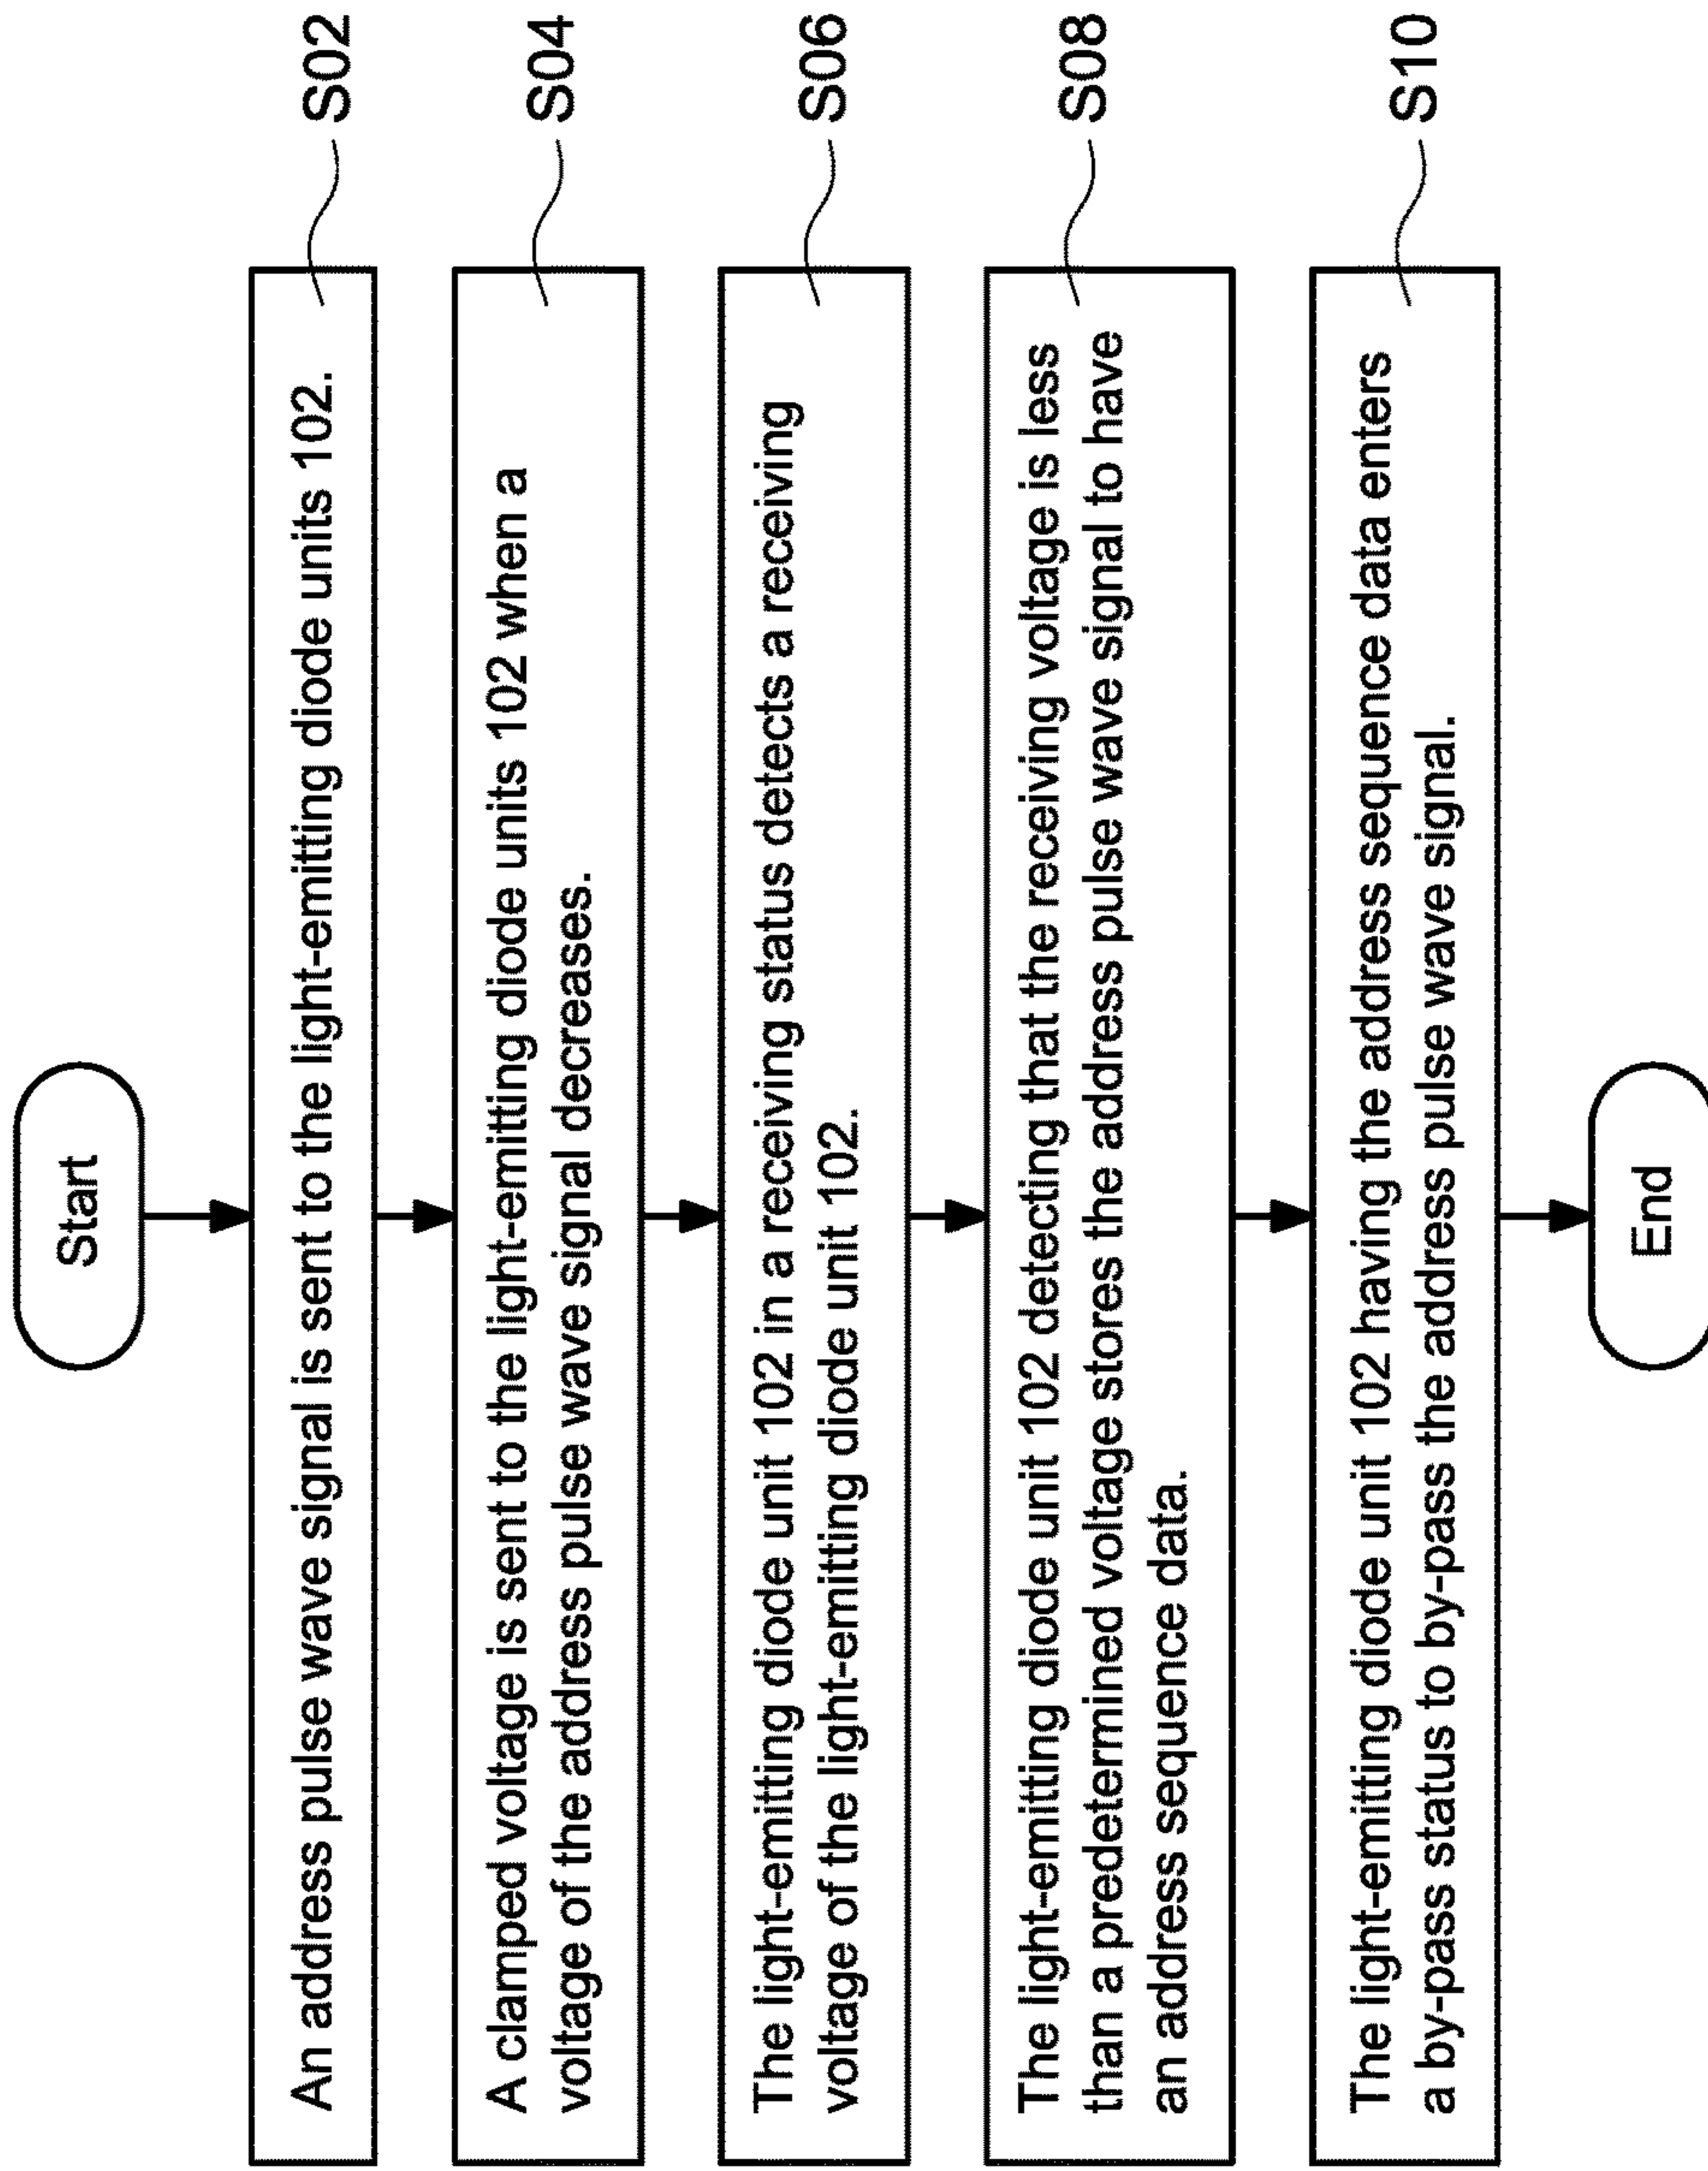 Start
An address pulse wave signal is sent to the light-emitting diode units 102.
S02
A clamped voltage is sent to the light-emitting diode units 102 when a
voltage of the address pulse wave signal decreases.
S04
The light-emitting diode unit 102 in a receiving status detects a receiving
voltage of the light-emitting diode unit 102.
S06
The light-emitting diode unit 102 detecting that the receiving voltage is less
than a predetermined voltage stores the address pulse wave signal to have
an address sequence data.
S08
The light-emitting diode unit 102 having the address sequence data enters
a by-pass status to by-pass the address pulse wave signal.
S10
End